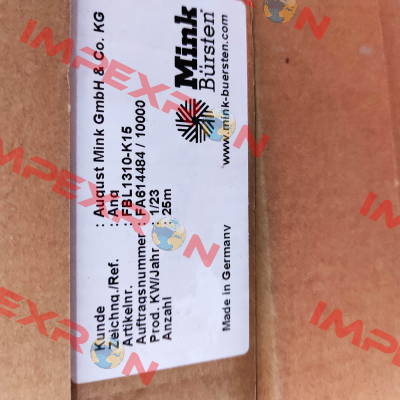 Kunde : August Mink GmbH & Co. KG
Zeichng./Ref. : Ang
Artikelnr. : FBL1310-K15
Auftragsnummer : FA614484 / 10000
Prod. KW/Jahr : 1/23
Anzahl : 25m
Made in Germany
Mink
Bürsten
www.mink-buersten.com
IMPEXRON
IMPEXRON
IMPEXRON
IMPEXRON